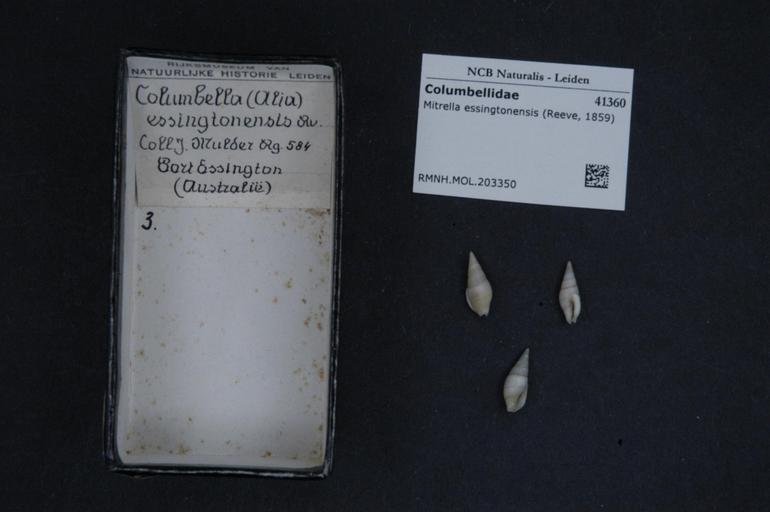 RIJKSMUSEUM VAN
NATUURLIJKE HISTORIE LEIDEN
Columbella (Alia)
essingtonensis Rv.
Coll J. Mulder Rg. 584
Port Essington
(Australië)
3.
NCB Naturalis - Leiden
Columbellidae
41360
Mitrella essingtonensis (Reeve, 1859)
RMNH.MOL.203350